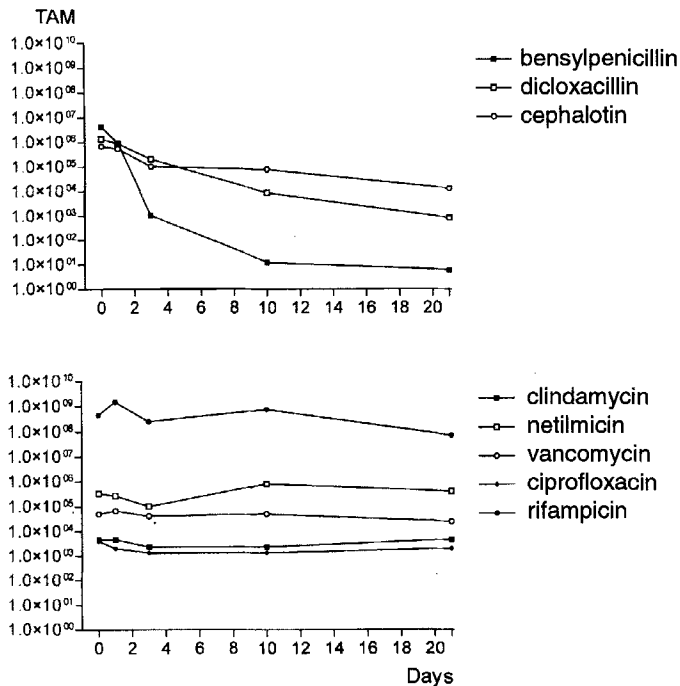 TAM
1.0×10¹⁰
1.0×10⁰⁹
1.0×10⁰⁸
1.0×10⁰⁷
1.0×10⁰⁶
1.0×10⁰⁵
1.0×10⁰⁴
1.0×10⁰³
1.0×10⁰²
1.0×10⁰¹
1.0×10⁰⁰
0 2 4 6 8 10 12 14 16 18 20
bensylpenicillin
dicloxacillin
cephalotin
1.0×10¹⁰
1.0×10⁰⁹
1.0×10⁰⁸
1.0×10⁰⁷
1.0×10⁰⁶
1.0×10⁰⁵
1.0×10⁰⁴
1.0×10⁰³
1.0×10⁰²
1.0×10⁰¹
1.0×10⁰⁰
0 2 4 6 8 10 12 14 16 18 20
Days
clindamycin
netilmicin
vancomycin
ciprofloxacin
rifampicin